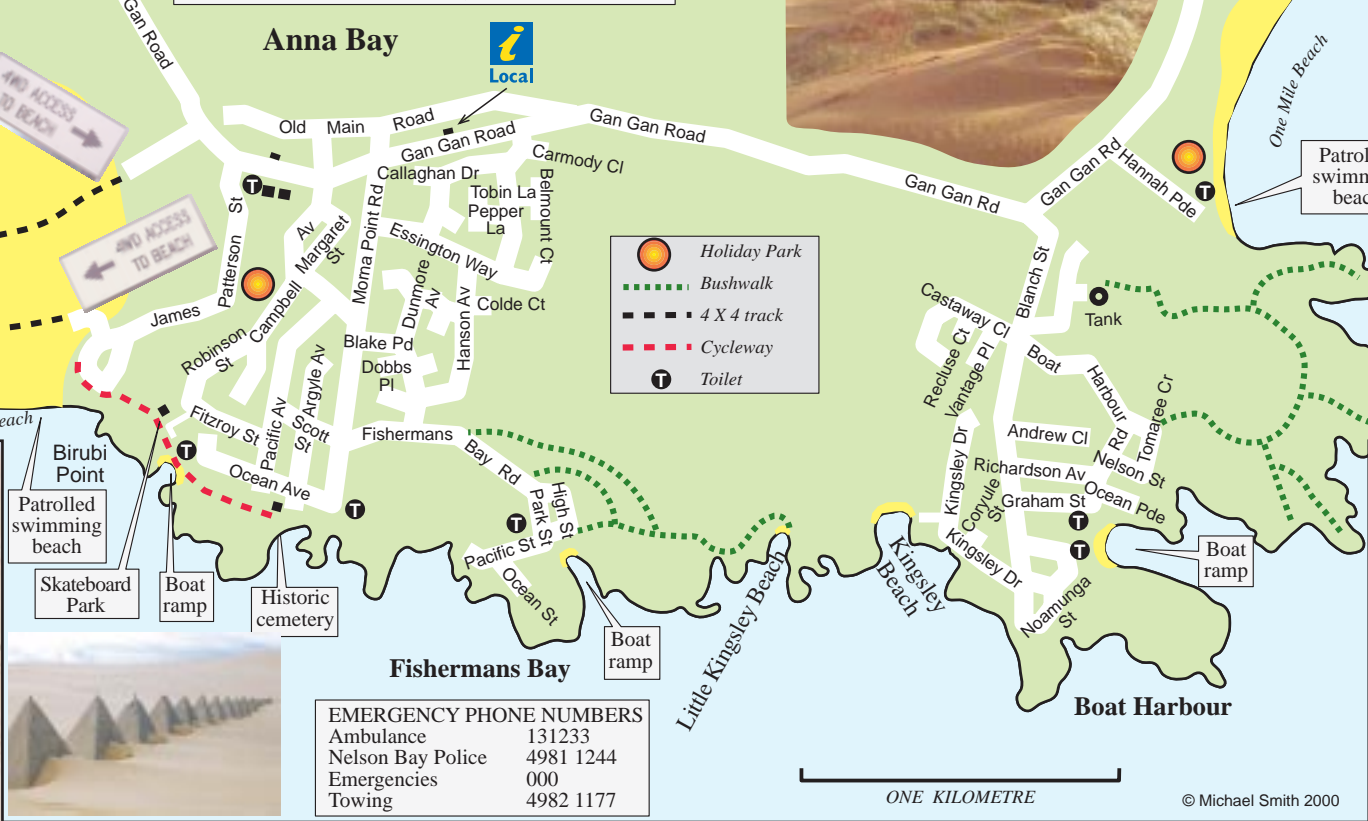 Gan Road
Anna Bay
i
Local
4WD ACCESS
TO BEACH
4WD ACCESS
TO BEACH
Old Main Road
Gan Gan Road
Gan Gan Road
Gan Gan Rd
Gan Gan Rd
Hannah Pde
One Mile Beach
T
Patrol
swimm
beac
Callaghan Dr
Carmody Cl
Tobin La
Pepper
La
Belmount Ct
T
Patterson St
James
Av
Margaret
St
Campbell
Morna Point Rd
Essington Way
Dunmore
Av
Hanson Av
Colde Ct
Robinson
St
Blake Pd
Dobbs
Pl
Argyle Av
Pacific Av
Scott
St
Fitzroy St
Ocean Ave
Fishermans
Bay Rd
Park St
High St
Pacific St
Ocean St
Holiday Park
Bushwalk
4 X 4 track
Cycleway
T Toilet
Blanch St
Castaway Cl
Recluse Ct
Vantage Pl
Tank
Boat
Harbour
Rd
Tomaree Cr
Andrew Cl
Richardson Av
Nelson St
Kingsley Dr
Coryule
St
Graham St
Ocean Pde
Kingsley Dr
Noamunga
St
T
T
T
T
T
each
Birubi
Point
Patrolled
swimming
beach
Skateboard
Park
Boat
ramp
Historic
cemetery
Boat
ramp
Boat
ramp
Little Kingsley Beach
Kingsley
Beach
Fishermans Bay
Boat Harbour
EMERGENCY PHONE NUMBERS
Ambulance 131233
Nelson Bay Police 4981 1244
Emergencies 000
Towing 4982 1177
ONE KILOMETRE
© Michael Smith 2000